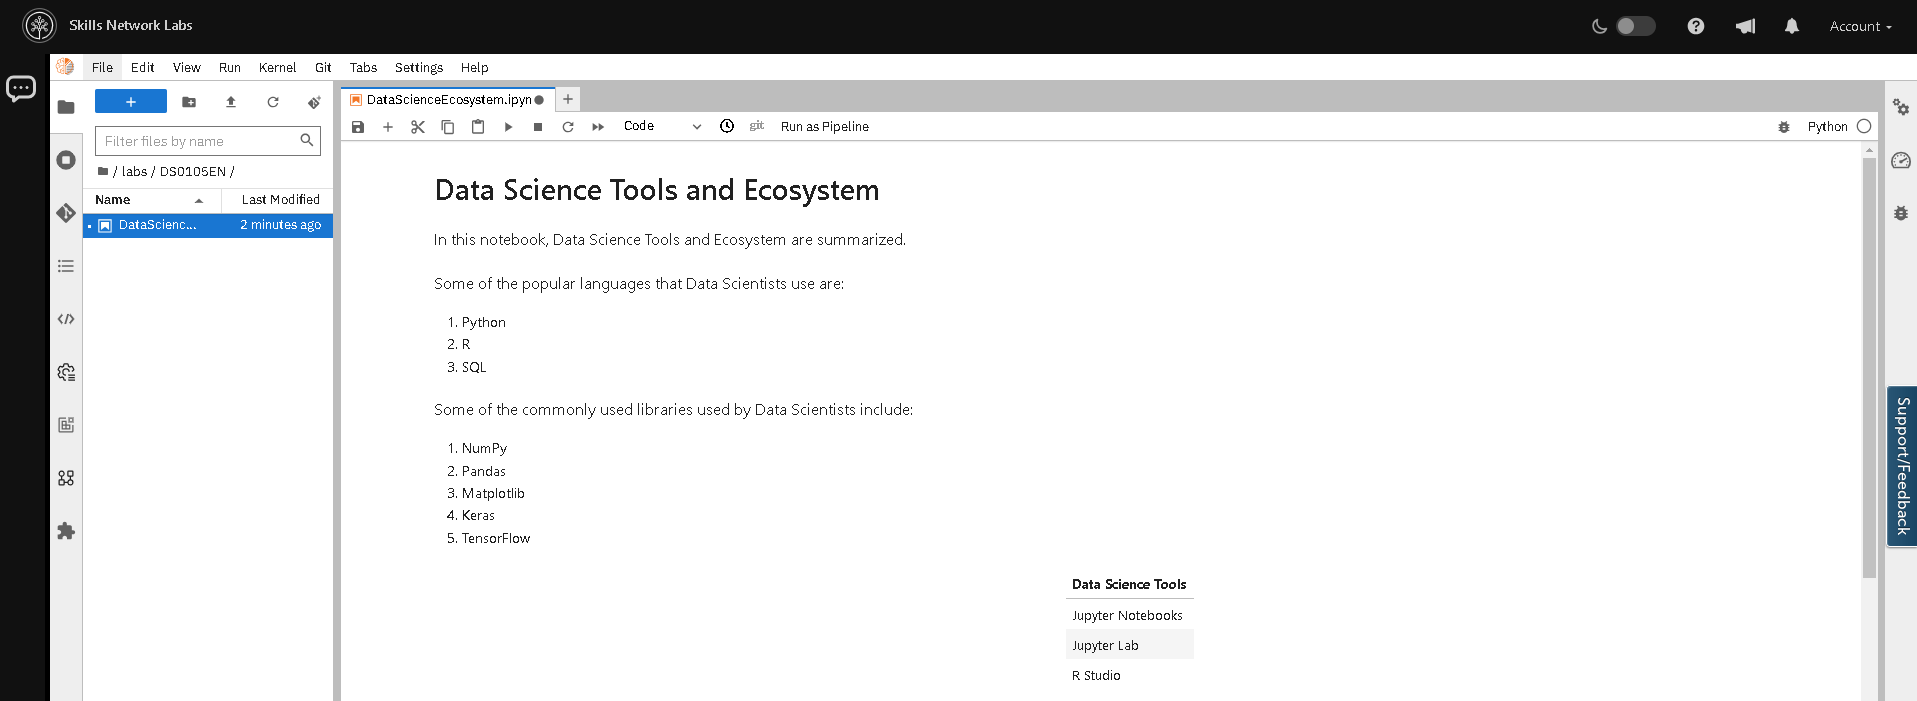 Skills Network Labs
Account
File Edit View Run Kernel Git Tabs Settings Help
DataScienceEcosystem.ipyn
Filter files by name
Code
git
Run as Pipeline
Python
/ labs / DS0105EN /
Name Last Modified
DataScienc... 2 minutes ago
Data Science Tools and Ecosystem
In this notebook, Data Science Tools and Ecosystem are summarized.
Some of the popular languages that Data Scientists use are:
1. Python
2. R
3. SQL
Some of the commonly used libraries used by Data Scientists include:
1. NumPy
2. Pandas
3. Matplotlib
4. Keras
5. TensorFlow
Data Science Tools
Jupyter Notebooks
Jupyter Lab
R Studio
Support/Feedback